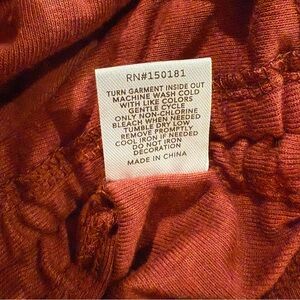 RN#150181
TURN GARMENT INSIDE OUT
MACHINE WASH COLD
WITH LIKE COLORS
GENTLE CYCLE
ONLY NON-CHLORINE
BLEACH WHEN NEEDED
TUMBLE DRY LOW
REMOVE PROMPTLY
COOL IRON IF NEEDED
DO NOT IRON
DECORATION
MADE IN CHINA